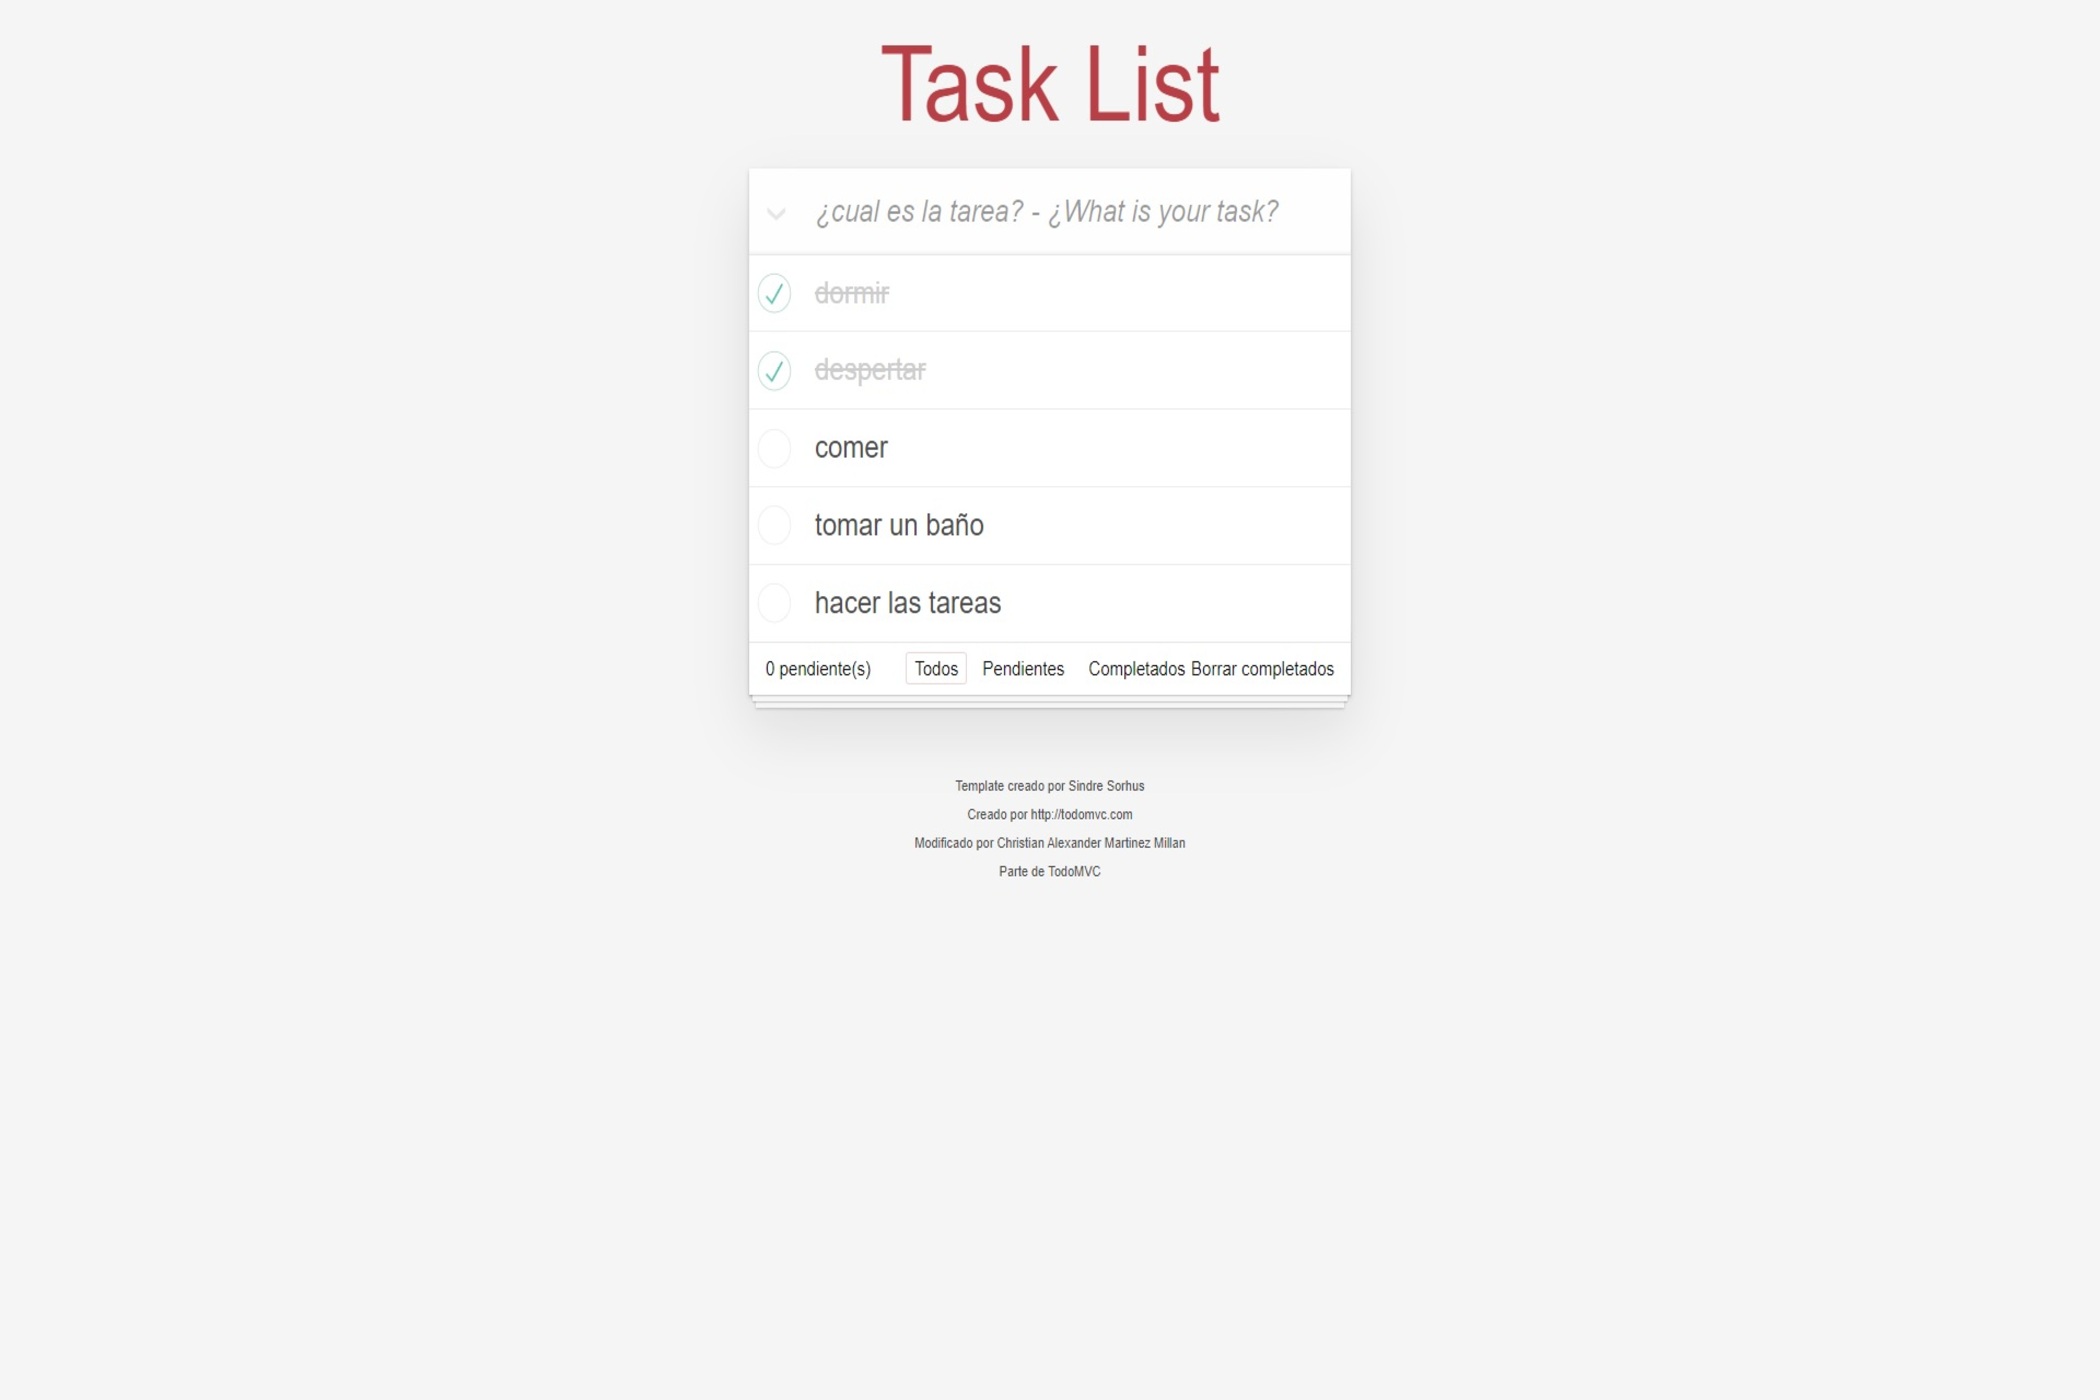 Task List
¿cual es la tarea? - ¿What is your task?
dormir
despertar
comer
tomar un baño
hacer las tareas
0 pendiente(s) Todos Pendientes Completados Borrar completados
Template creado por Sindre Sorhus
Creado por http://todomvc.com
Modificado por Christian Alexander Martinez Millan
Parte de TodoMVC